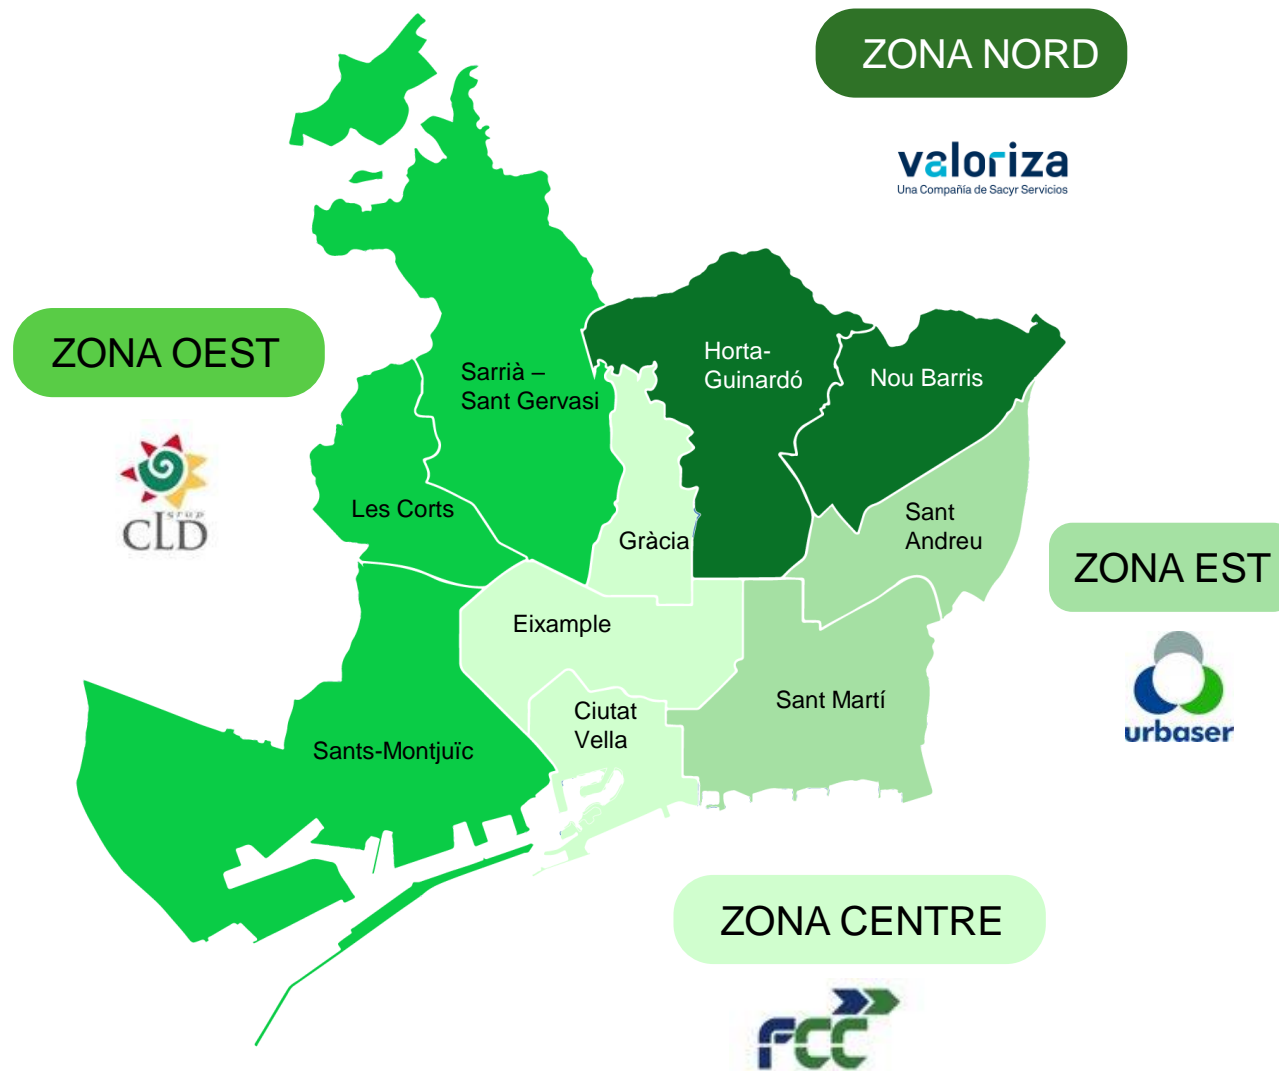 ZONA NORD
valoriza
Una Compañía de Sacyr Servicios
ZONA OEST
grup
CLD
Sarrià –
Sant Gervasi
Horta-
Guinardó
Nou Barris
Les Corts
Gràcia
Sant
Andreu
ZONA EST
urbaser
Eixample
Sant Martí
Ciutat
Vella
Sants-Montjuïc
ZONA CENTRE
FCC